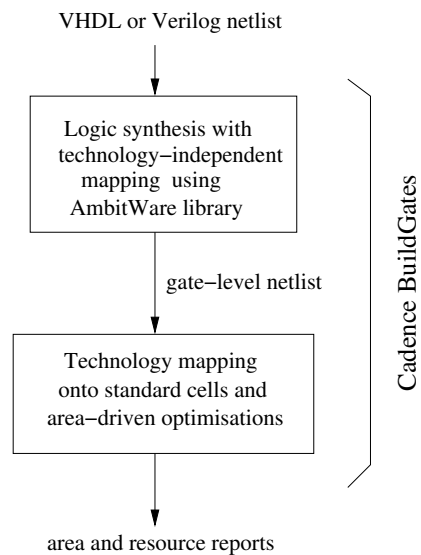 VHDL or Verilog netlist
Logic synthesis with
technology−independent
mapping using
AmbitWare library
gate−level netlist
Technology mapping
onto standard cells and
area−driven optimisations
area and resource reports
Cadence BuildGates